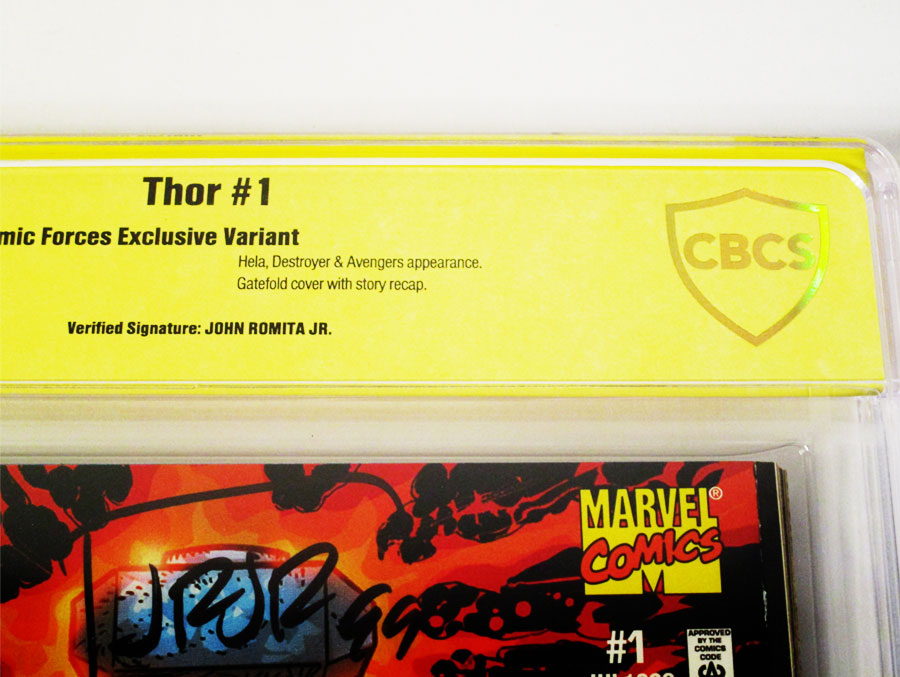 Thor #1
mic Forces Exclusive Variant
Hela, Destroyer & Avengers appearance.
Gatefold cover with story recap.
Verified Signature: JOHN ROMITA JR.
CBCS
MARVEL®
COMICS
M
JRJR
#1
APPROVED
BY THE
COMICS
CODE